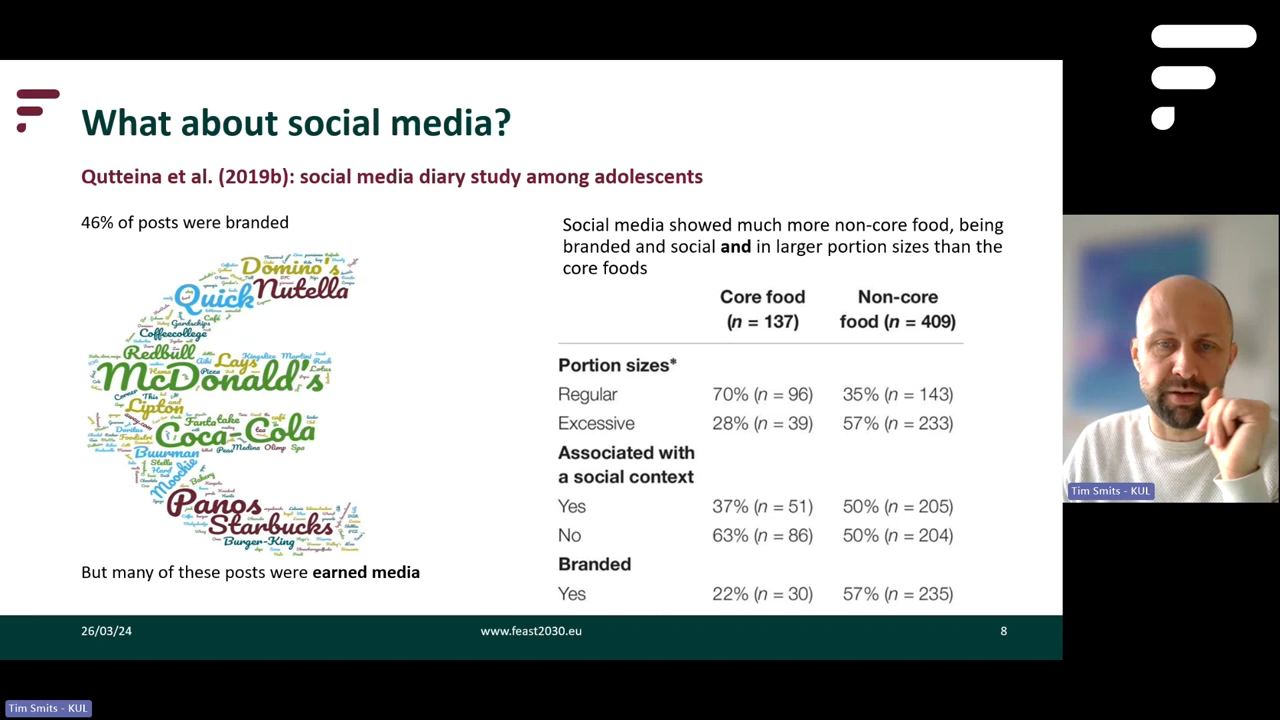 What about social media?
Qutteina et al. (2019b): social media diary study among adolescents
46% of posts were branded
Domino's
Nutella
Quick
Coffeecollege
Redbull
Lays
McDonald's
Lipton
Fanta
take
Coca-Cola
Buurman
Moochie
Panos
Starbucks
Burger-King
But many of these posts were earned media
Social media showed much more non-core food, being
branded and social and in larger portion sizes than the
core foods
Core food Non-core
(n = 137) food (n = 409)
Portion sizes*
Regular 70% (n = 96) 35% (n = 143)
Excessive 28% (n = 39) 57% (n = 233)
Associated with
a social context
Yes 37% (n = 51) 50% (n = 205)
No 63% (n = 86) 50% (n = 204)
Branded
Yes 22% (n = 30) 57% (n = 235)
26/03/24 www.feast2030.eu 8
Tim Smits - KUL
Tim Smits - KUL